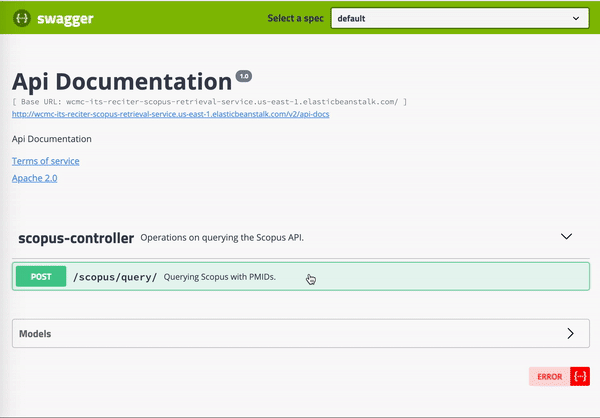 {··} swagger Select a spec default
Api Documentation 1.0
[ Base URL: wcmc-its-reciter-scopus-retrieval-service.us-east-1.elasticbeanstalk.com/ ]
http://wcmc-its-reciter-scopus-retrieval-service.us-east-1.elasticbeanstalk.com/v2/api-docs
Api Documentation
Terms of service
Apache 2.0
scopus-controller Operations on querying the Scopus API.
POST /scopus/query/ Querying Scopus with PMIDs.
Models
ERROR {···}